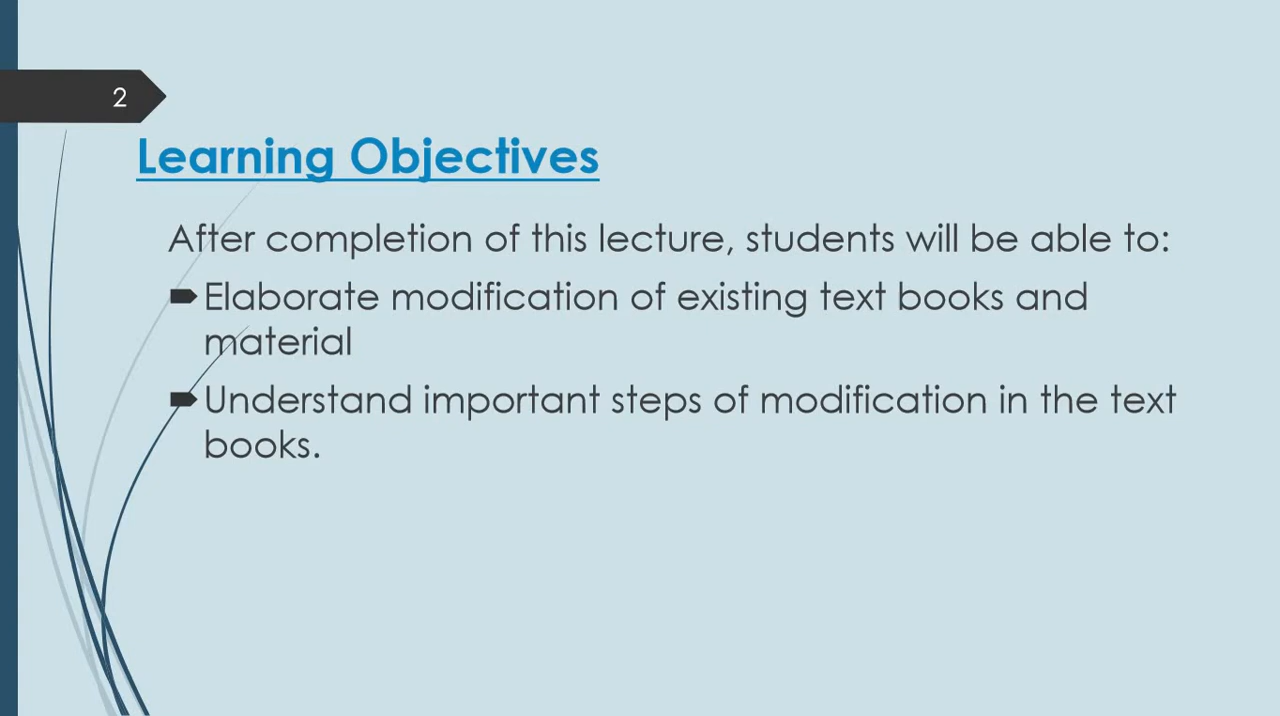 2
Learning Objectives
After completion of this lecture, students will be able to:
Elaborate modification of existing text books and
material
Understand important steps of modification in the text
books.